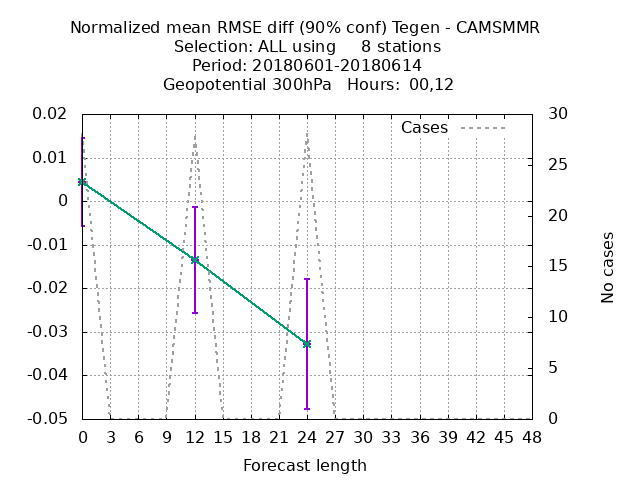 Normalized mean RMSE diff (90% conf) Tegen - CAMSMMR
Selection: ALL using     8 stations
Period: 20180601-20180614
Geopotential 300hPa   Hours: 00,12
Cases
0.02
0.01
0
-0.01
-0.02
-0.03
-0.04
-0.05
30
25
20
15
10
5
0
No cases
0 3 6 9 12 15 18 21 24 27 30 33 36 39 42 45 48
Forecast length